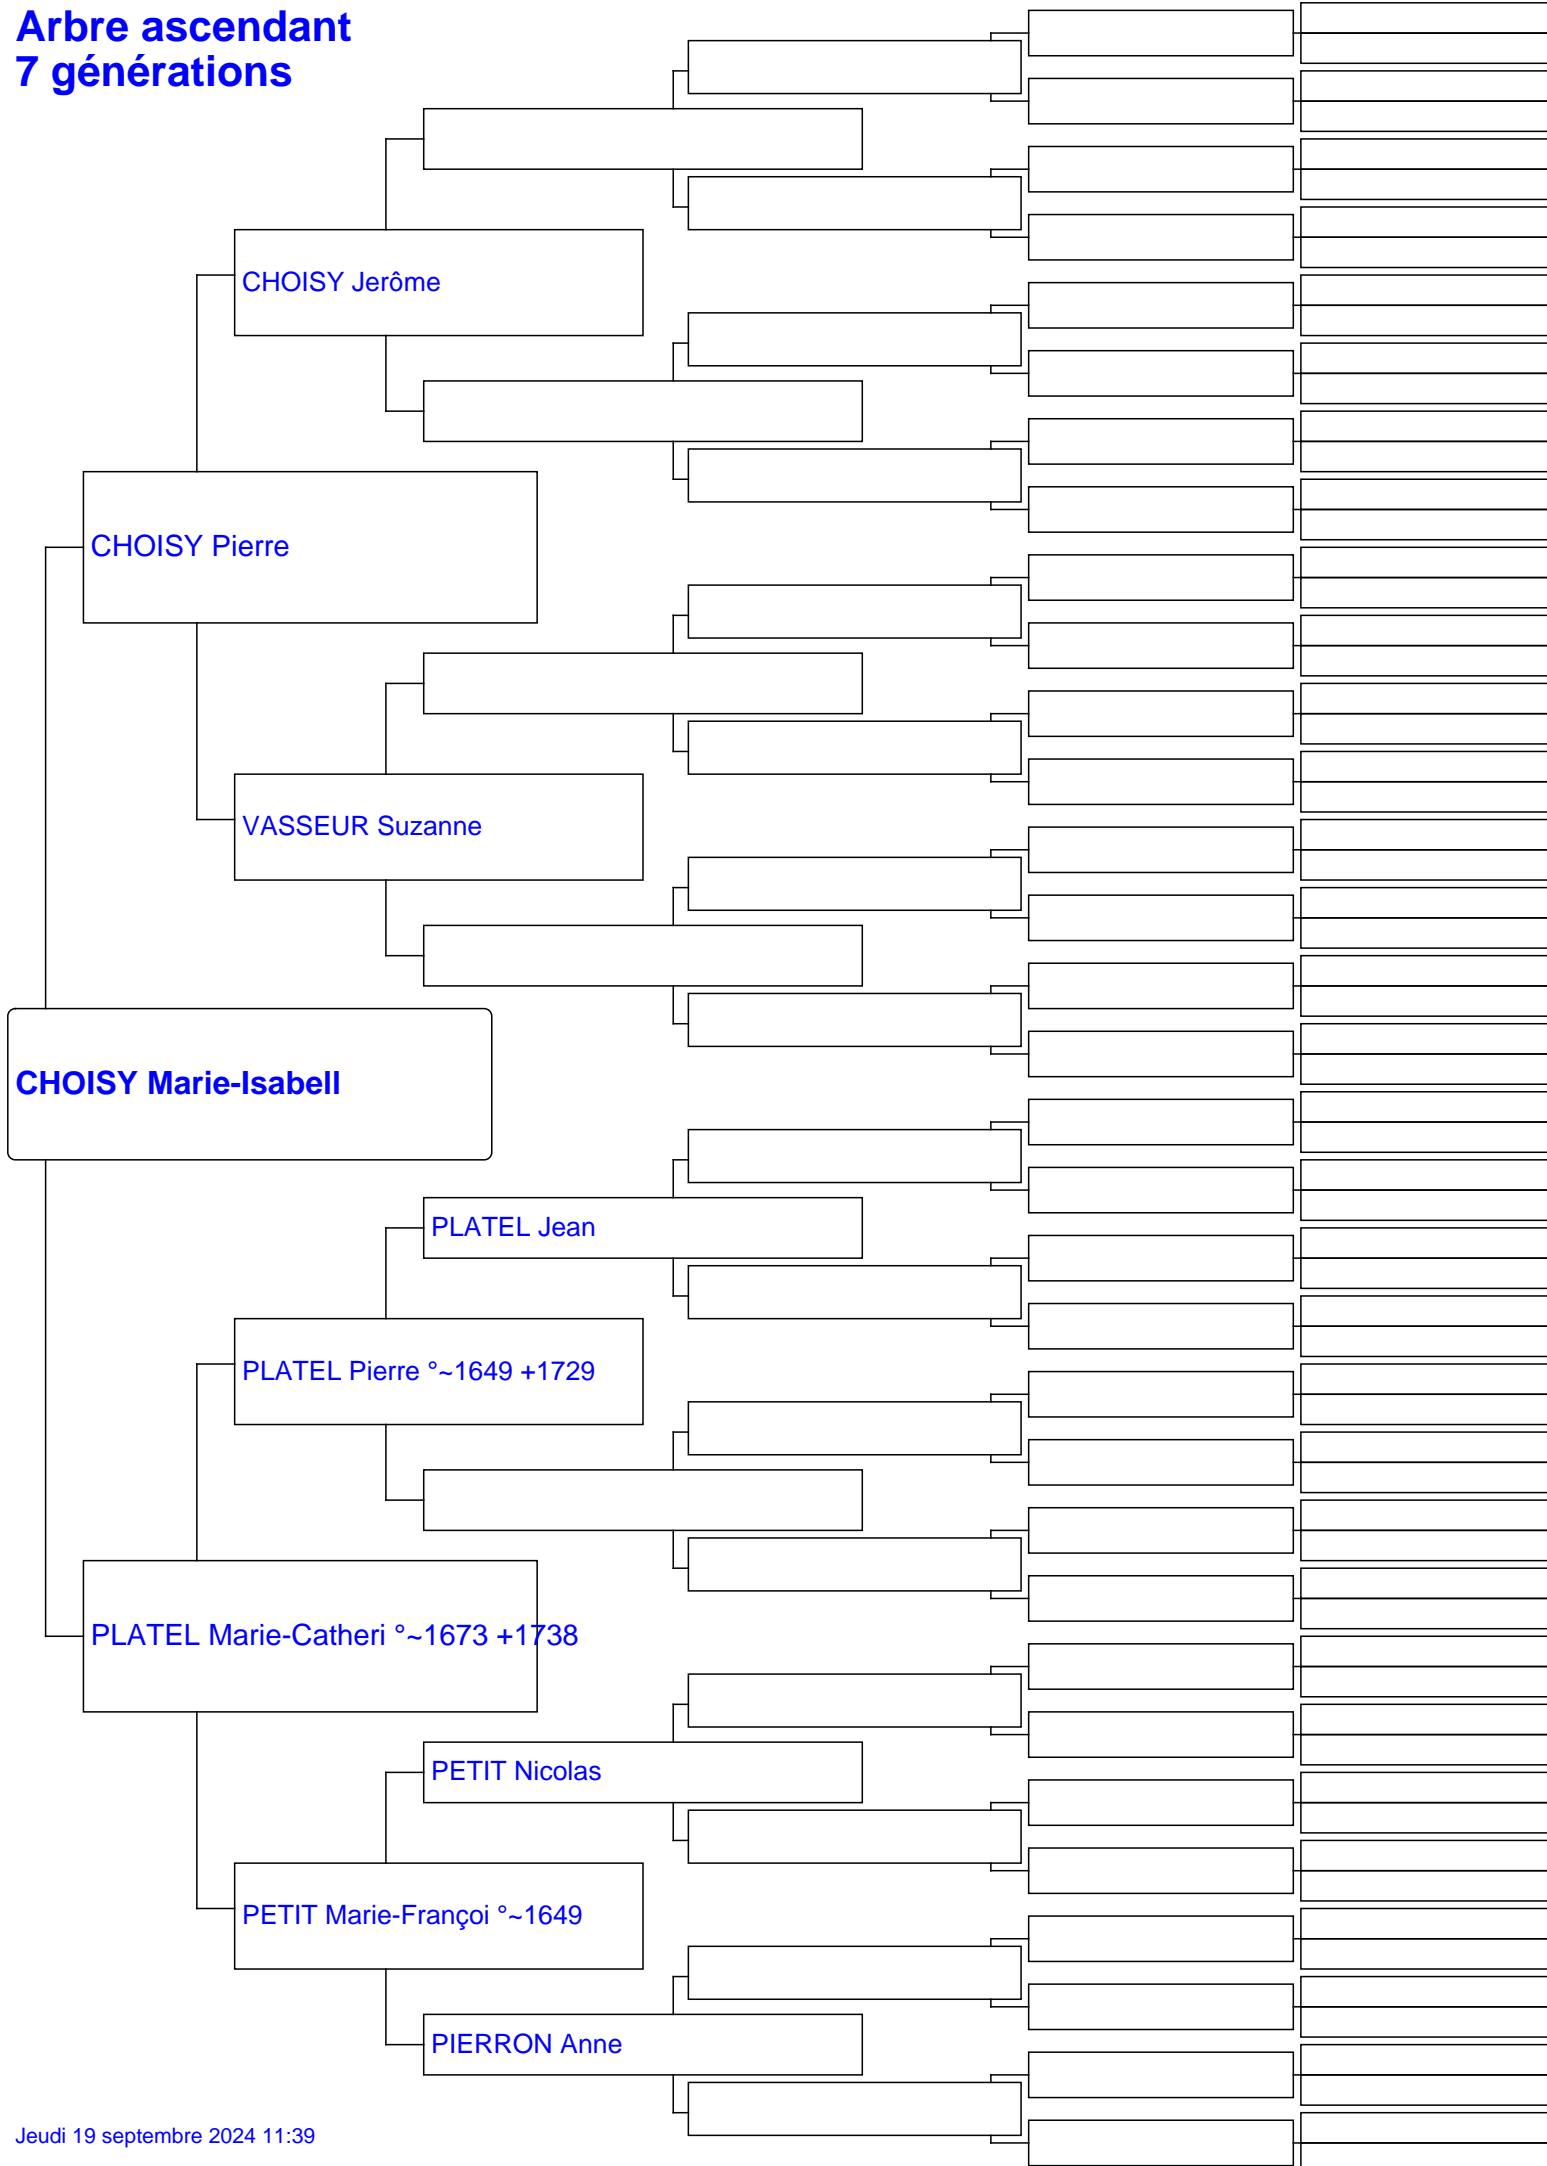 Arbre ascendant
7 générations
CHOISY Jerôme
CHOISY Pierre
VASSEUR Suzanne
CHOISY Marie-Isabell
PLATEL Jean
PLATEL Pierre °~1649 +1729
PLATEL Marie-Catheri °~1673 +1738
PETIT Nicolas
PETIT Marie-Françoi °~1649
PIERRON Anne
Jeudi 19 septembre 2024 11:39